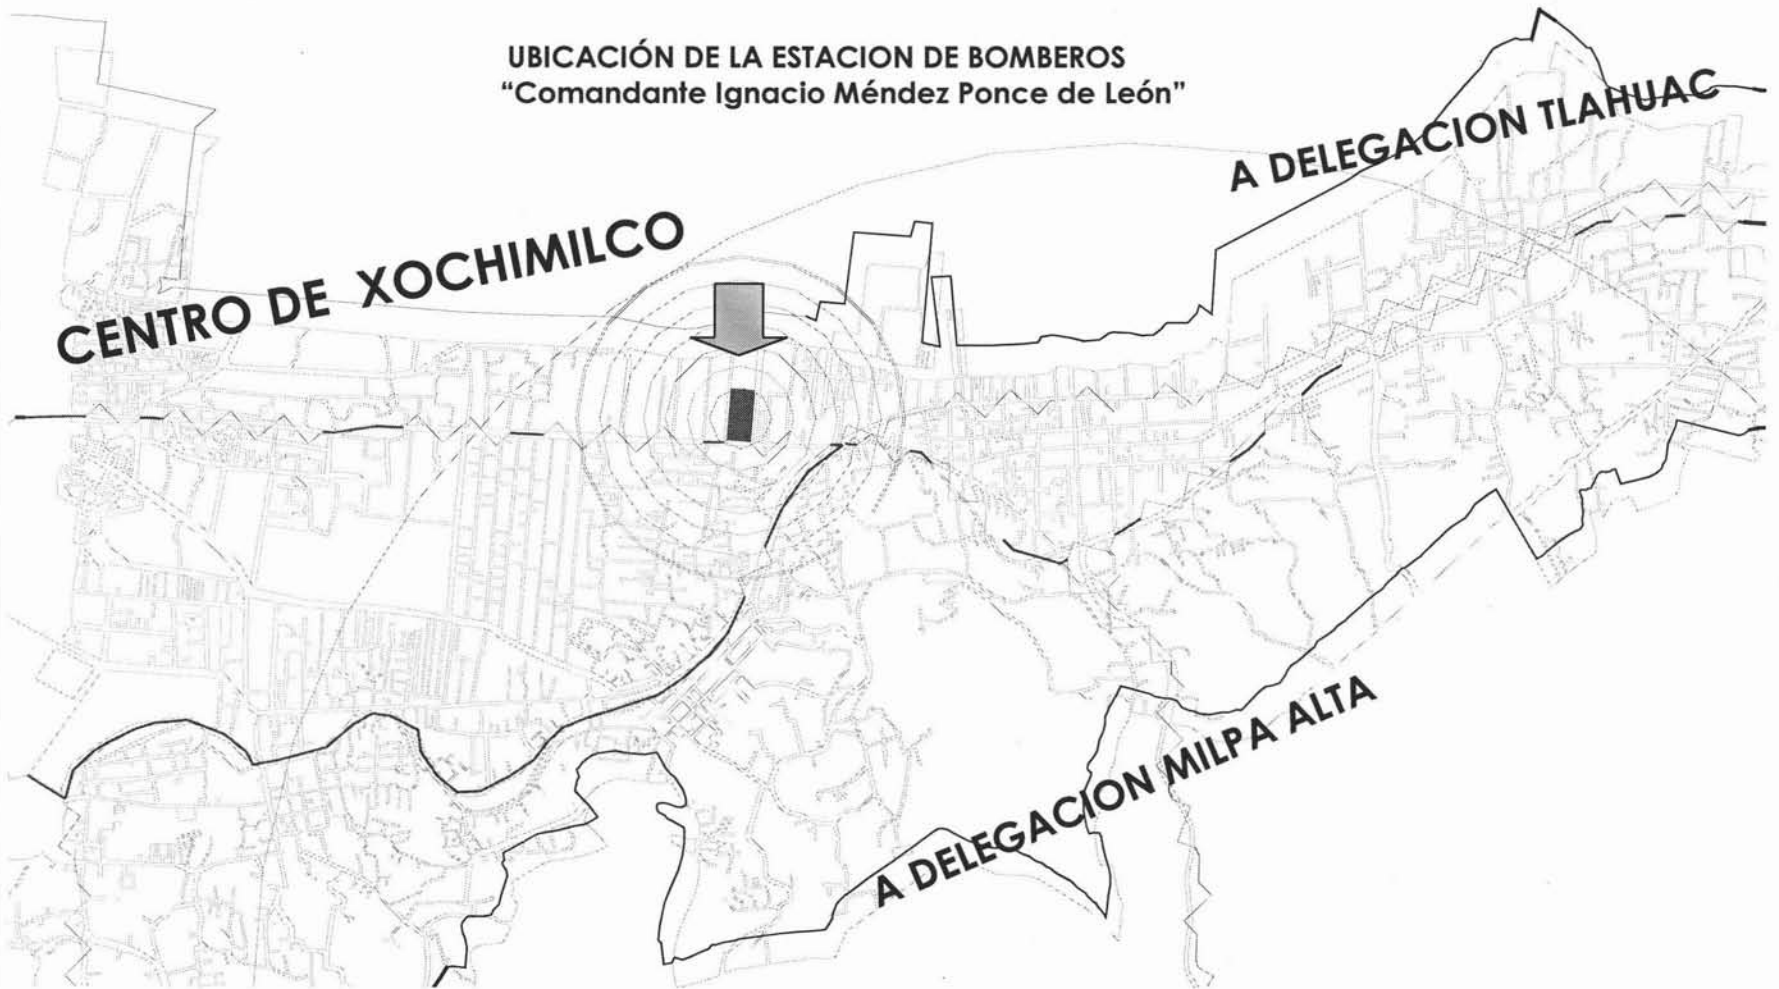 UBICACIÓN DE LA ESTACION DE BOMBEROS
“Comandante Ignacio Méndez Ponce de León”
A DELEGACION TLAHUAC
CENTRO DE XOCHIMILCO
A DELEGACION MILPA ALTA